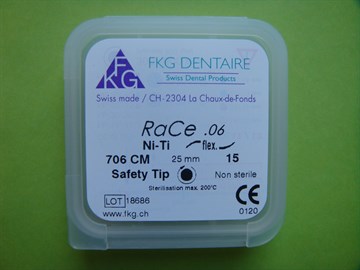 FKG
FKG DENTAIRE
Swiss Dental Products
Swiss made / CH-2304 La Chaux-de-Fonds
RaCe .06
Ni-Ti flex.
706 CM 25 mm 15
Safety Tip Non sterile
Sterilisation max. 200°C
LOT 18686
www.fkg.ch
CE
0120